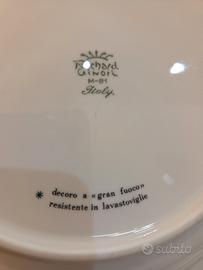 Richard
Ginori
M-81
Italy.
* decoro a «gran fuoco»
resistente in lavastoviglie
subito